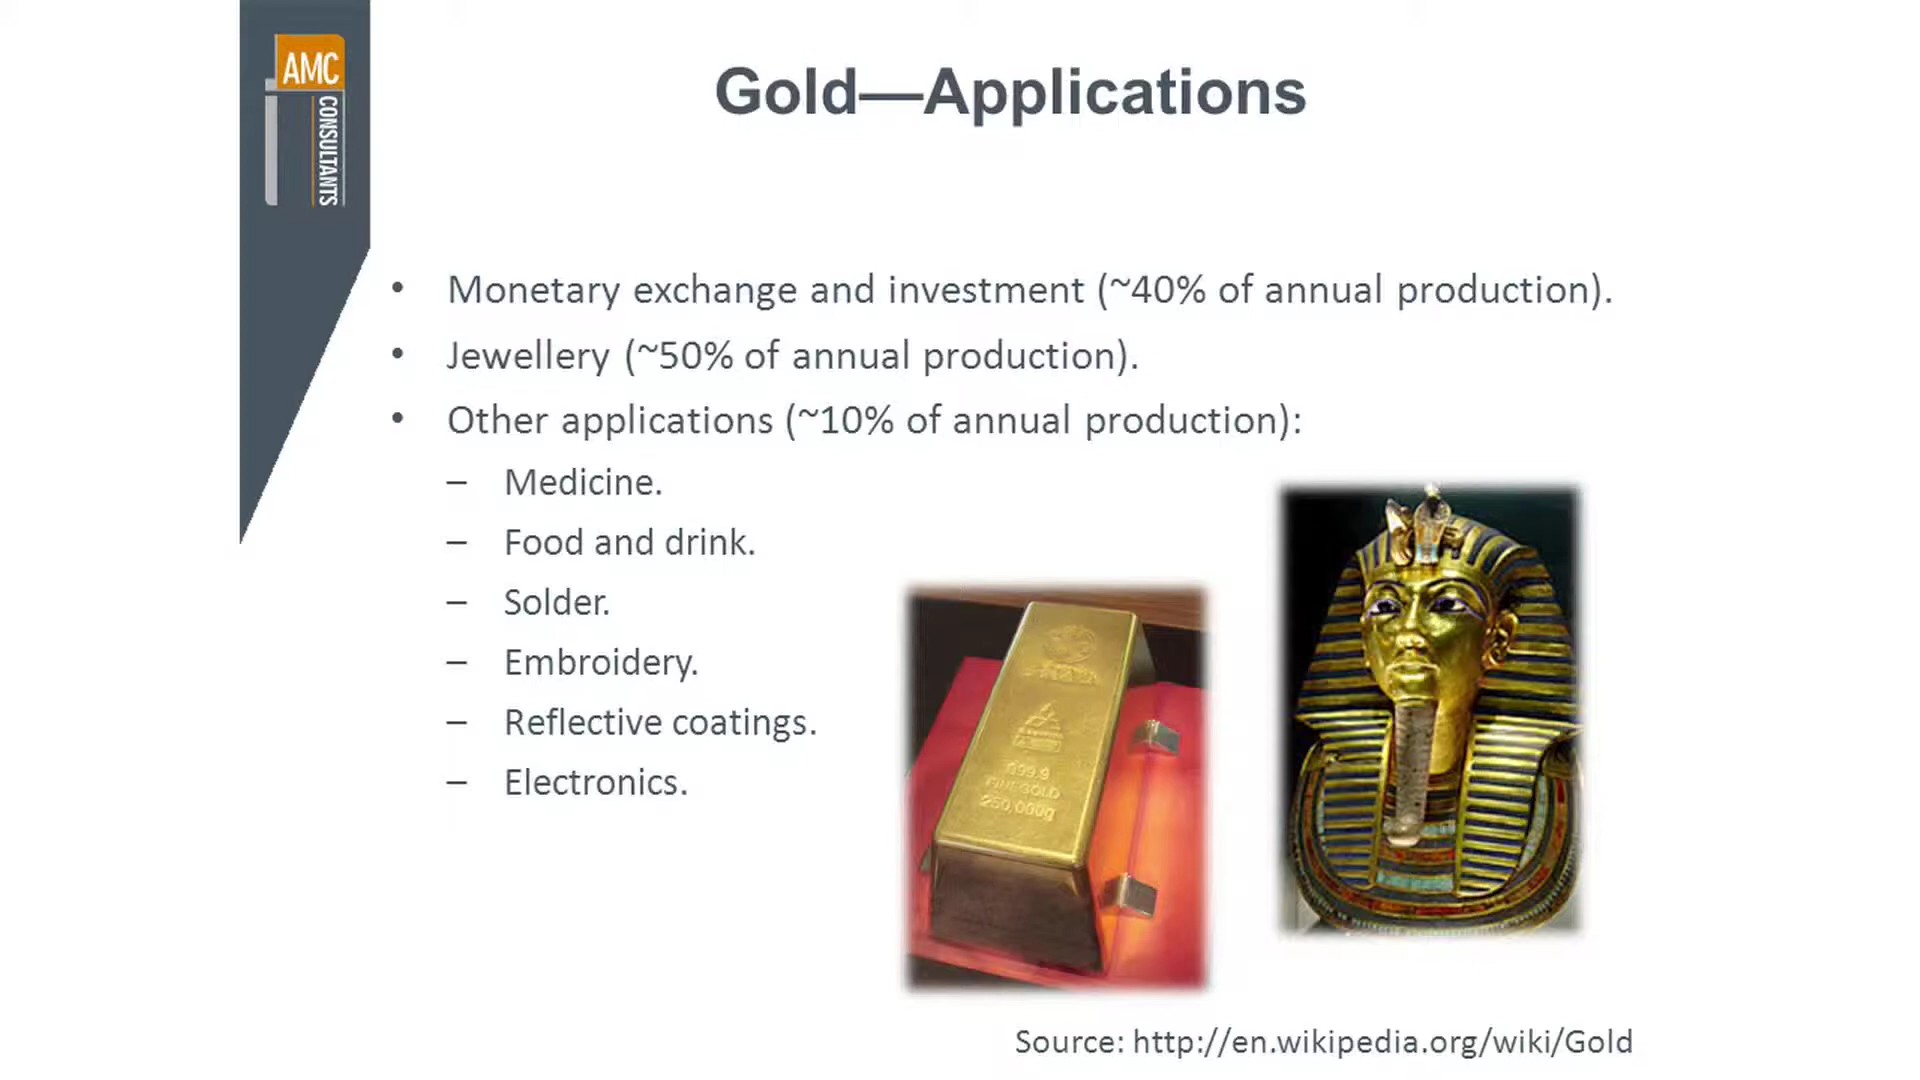 AMC
CONSULTANTS
Gold—Applications
• Monetary exchange and investment (~40% of annual production).
• Jewellery (~50% of annual production).
• Other applications (~10% of annual production):
– Medicine.
– Food and drink.
– Solder.
– Embroidery.
– Reflective coatings.
– Electronics.
999.9
FINE GOLD
250,000g
Source: http://en.wikipedia.org/wiki/Gold